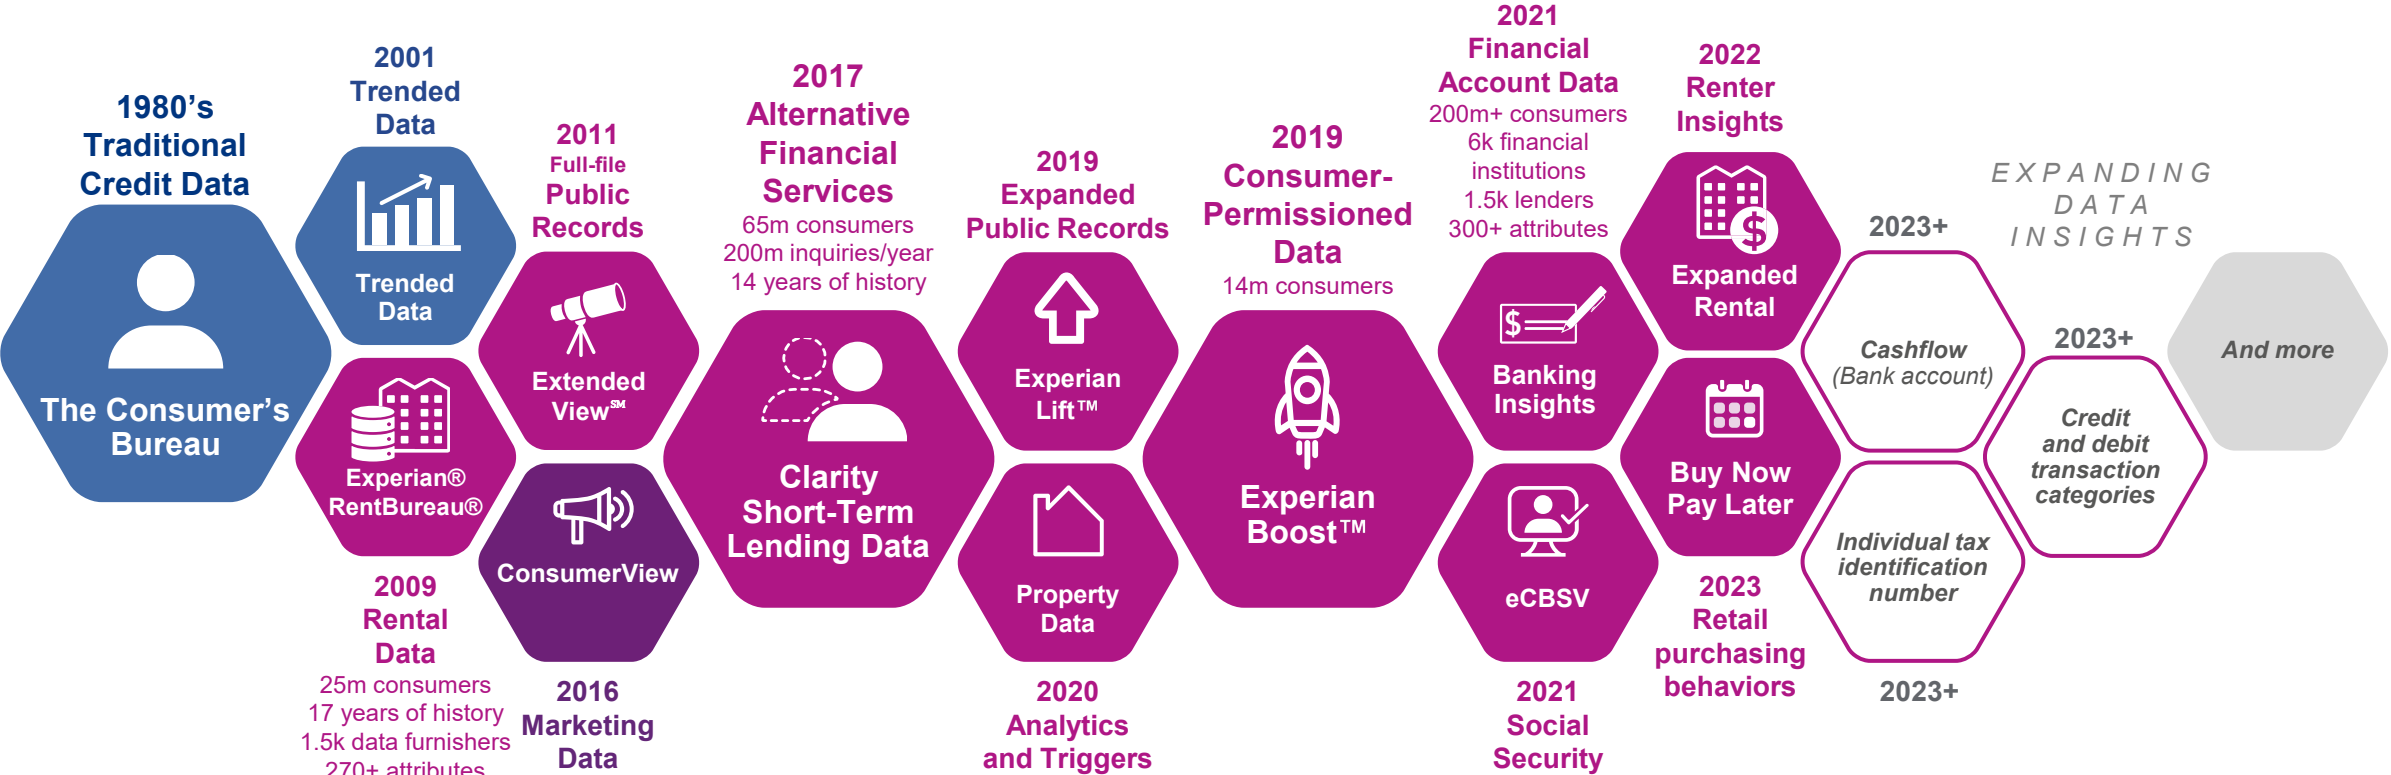 1980's
Traditional
Credit Data
The Consumer's
Bureau
2001
Trended
Data
Trended
Data
Experian®
RentBureau®
2009
Rental
Data
25m consumers
17 years of history
1.5k data furnishers
270+ attributes
2011
Full-file
Public
Records
Extended
View℠
ConsumerView
2016
Marketing
Data
2017
Alternative
Financial
Services
65m consumers
200m inquiries/year
14 years of history
Clarity
Short-Term
Lending Data
2019
Expanded
Public Records
Experian
Lift™
Property
Data
2020
Analytics
and Triggers
2019
Consumer-
Permissioned
Data
14m consumers
Experian
Boost™
2021
Financial
Account Data
200m+ consumers
6k financial
institutions
1.5k lenders
300+ attributes
$
Banking
Insights
eCBSV
2021
Social
Security
2022
Renter
Insights
$
Expanded
Rental
Buy Now
Pay Later
2023
Retail
purchasing
behaviors
2023+
Cashflow
(Bank account)
Individual tax
identification
number
2023+
EXPANDING
DATA
INSIGHTS
2023+
Credit
and debit
transaction
categories
And more